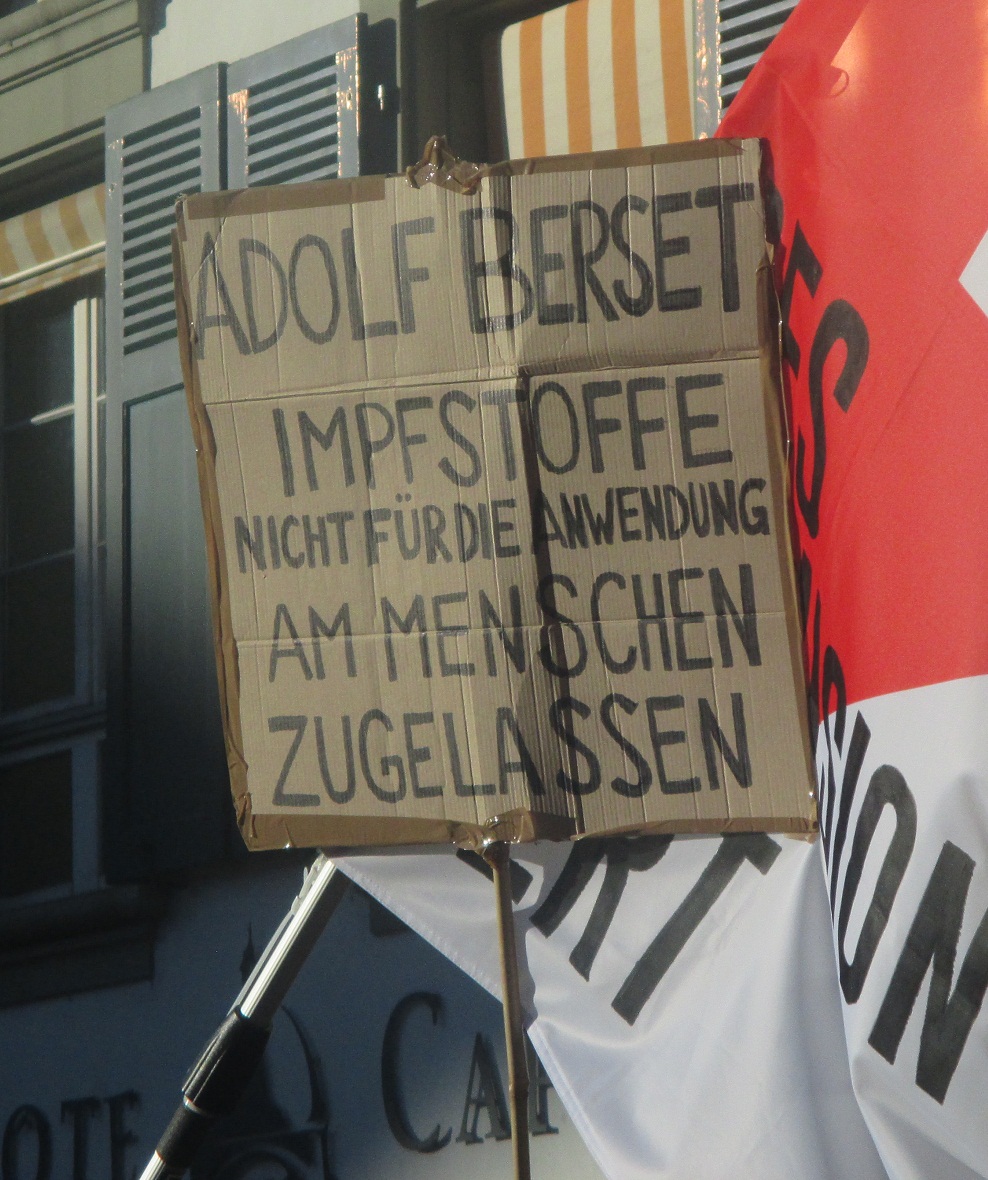 ADOLF BERSET
IMPFSTOFFE
NICHT FÜR DIE ANWENDUNG
AM MENSCHEN
ZUGELASSEN